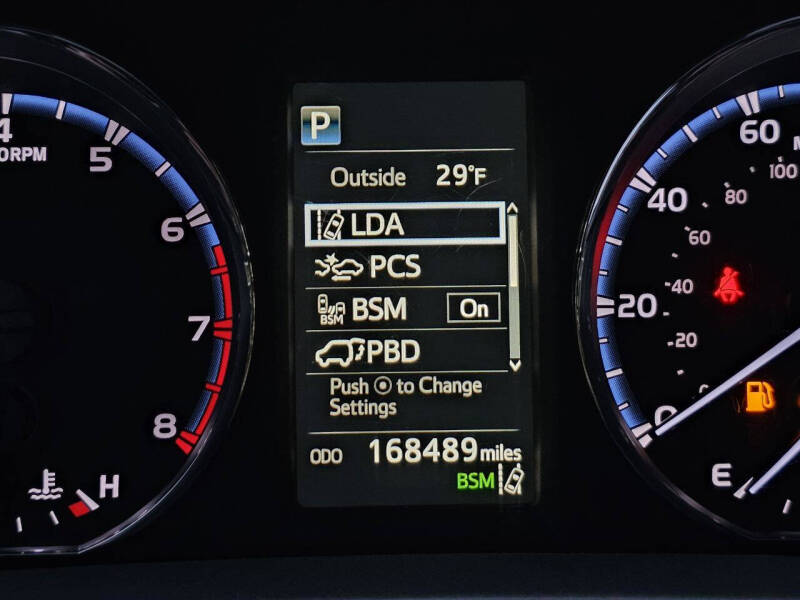 P
Outside 29°F
LDA
PCS
BSM BSM On
PBD
Push ⊙ to Change
Settings
ODO 168489 miles
BSM
4
5
6
7
8
H
0
20
40
60
20
40
60
80
100
E